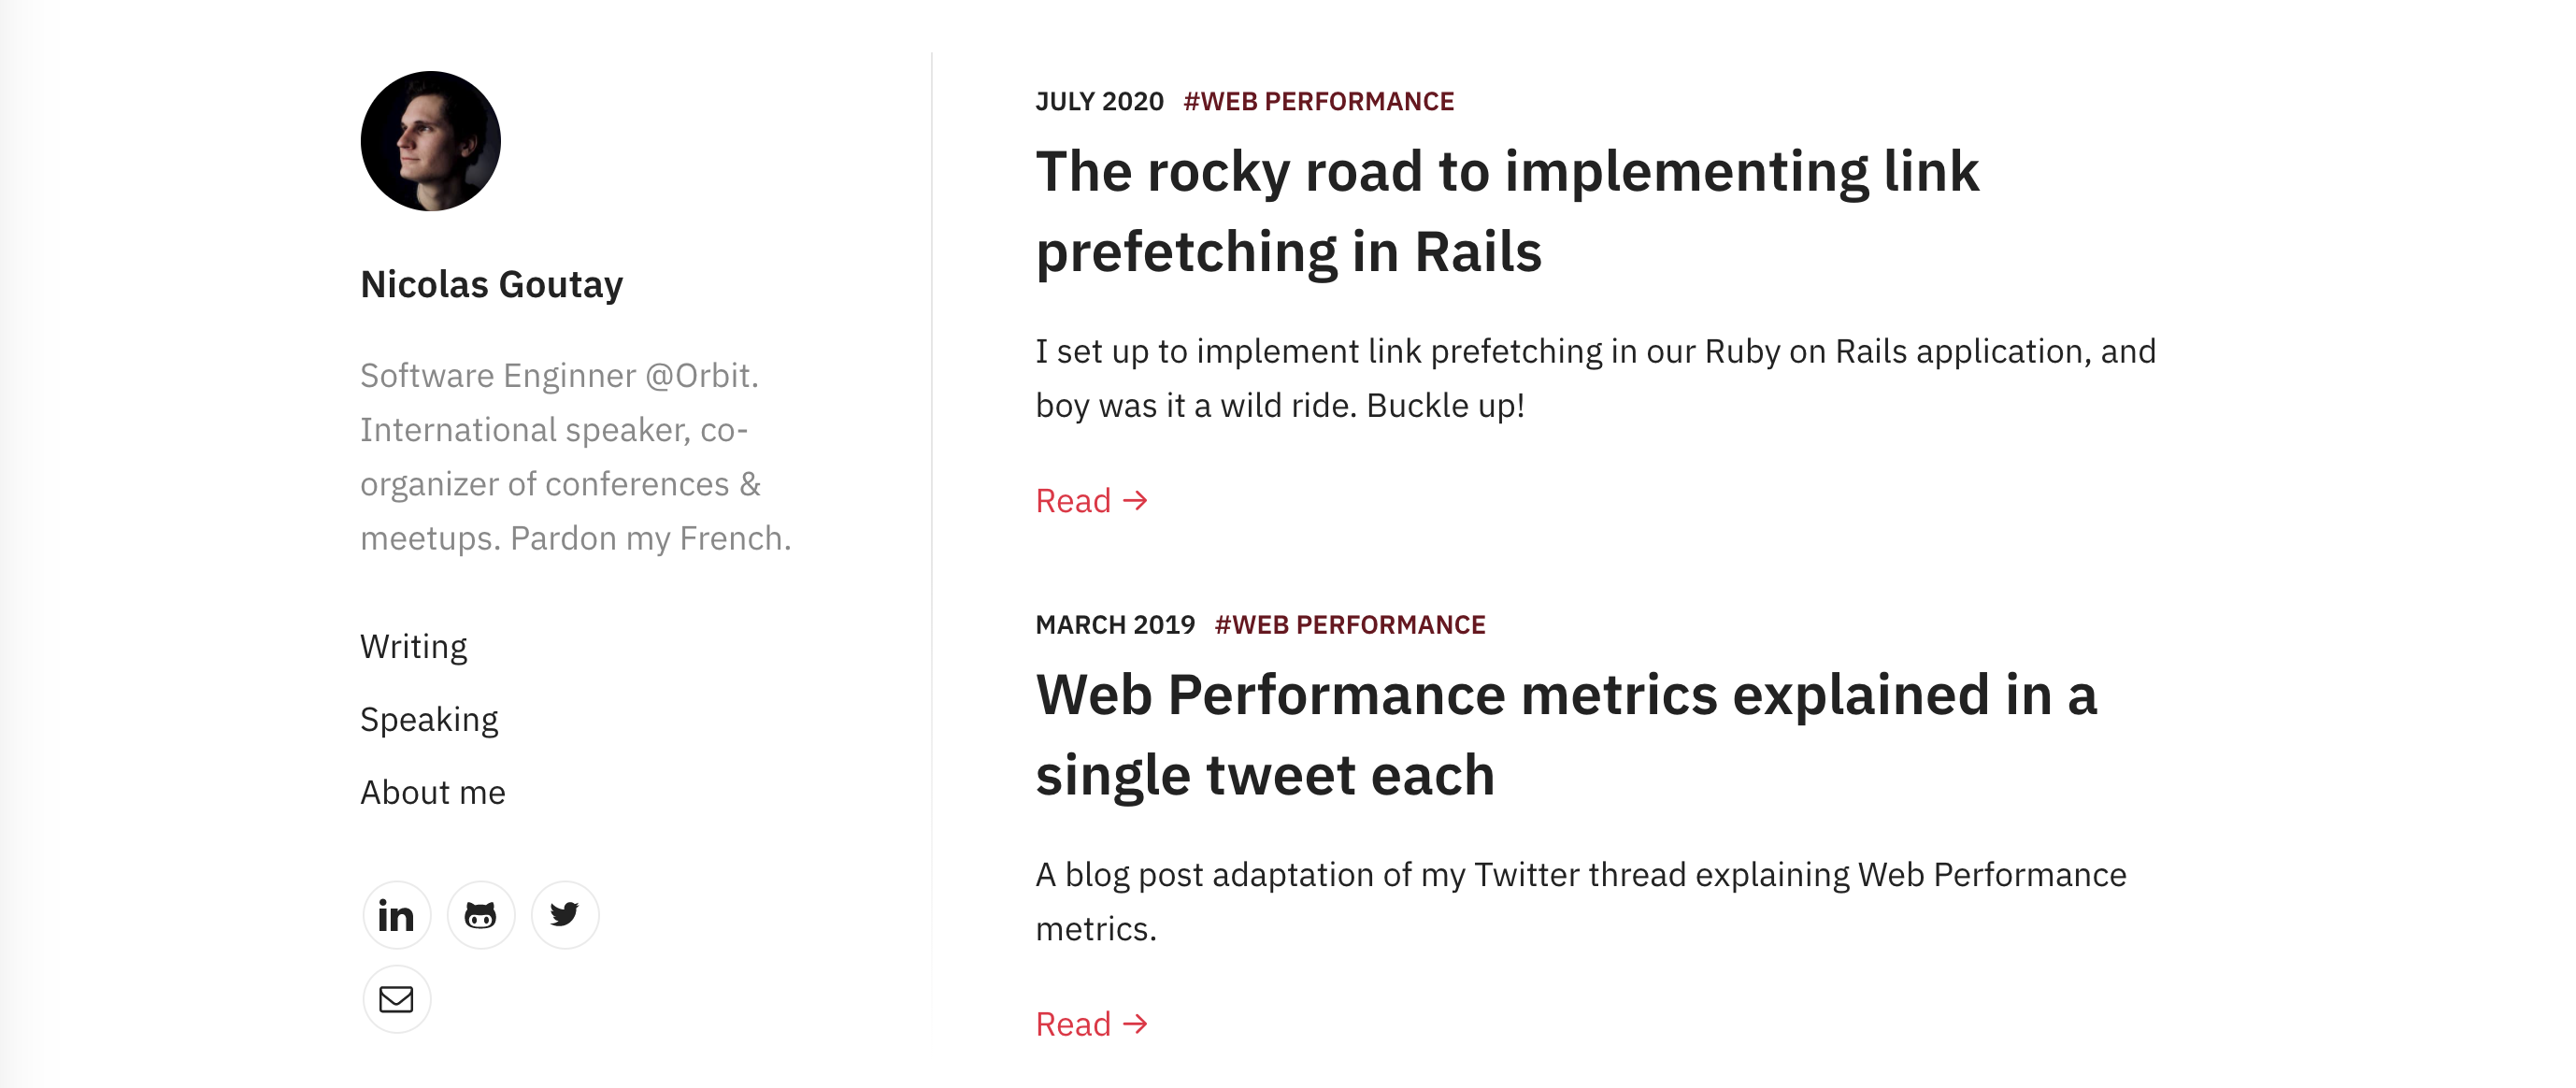 Nicolas Goutay
Software Enginner @Orbit.
International speaker, co-
organizer of conferences &
meetups. Pardon my French.
Writing
Speaking
About me
in
JULY 2020 #WEB PERFORMANCE
The rocky road to implementing link
prefetching in Rails
I set up to implement link prefetching in our Ruby on Rails application, and
boy was it a wild ride. Buckle up!
Read →
MARCH 2019 #WEB PERFORMANCE
Web Performance metrics explained in a
single tweet each
A blog post adaptation of my Twitter thread explaining Web Performance
metrics.
Read →